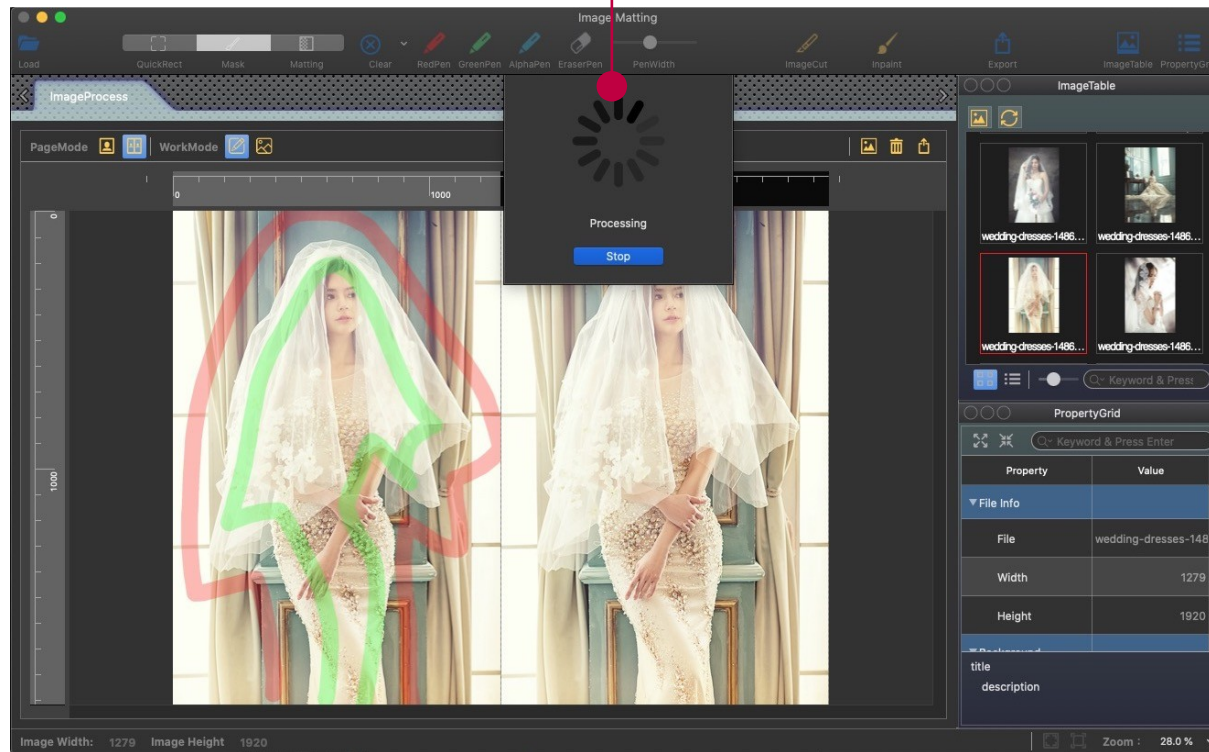 Image Matting
Load QuickRect Mask Matting Clear RedPen GreenPen AlphaPen EraserPen PenWidth ImageCut Inpaint Export ImageTable PropertyGr
ImageProcess
ImageTable
PageMode WorkMode
0 1000
0
1000
Processing
Stop
wedding-dresses-1486... wedding-dresses-1486...
wedding-dresses-1486... wedding-dresses-1486...
Keyword & Press
PropertyGrid
Keyword & Press Enter
Property Value
File Info
File wedding-dresses-148
Width 1279
Height 1920
Background
title
description
Image Width: 1279 Image Height 1920 Zoom : 28.0 %